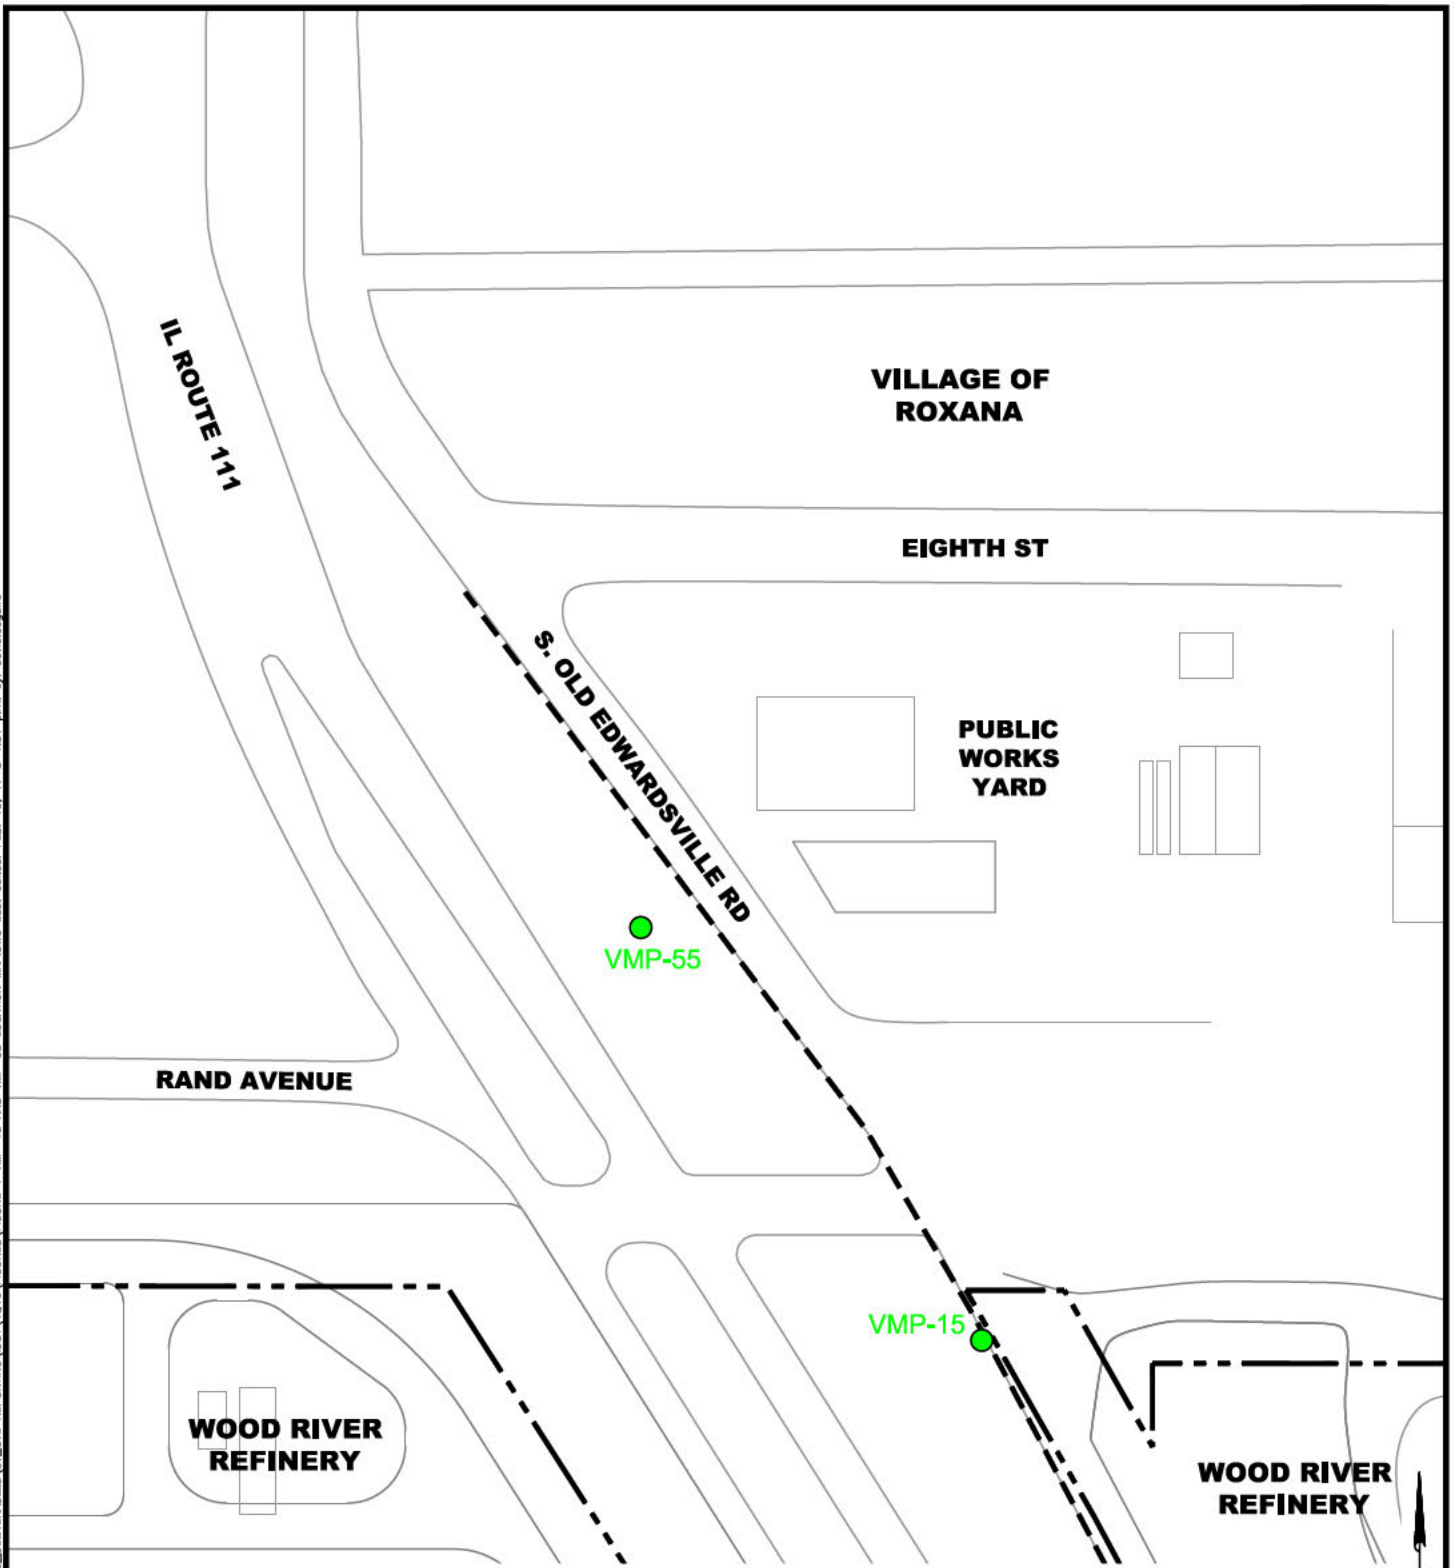 IL ROUTE 111
VILLAGE OF
ROXANA
EIGHTH ST
S. OLD EDWARDSVILLE RD
PUBLIC
WORKS
YARD
VMP-55
RAND AVENUE
VMP-15
WOOD RIVER
REFINERY
WOOD RIVER
REFINERY